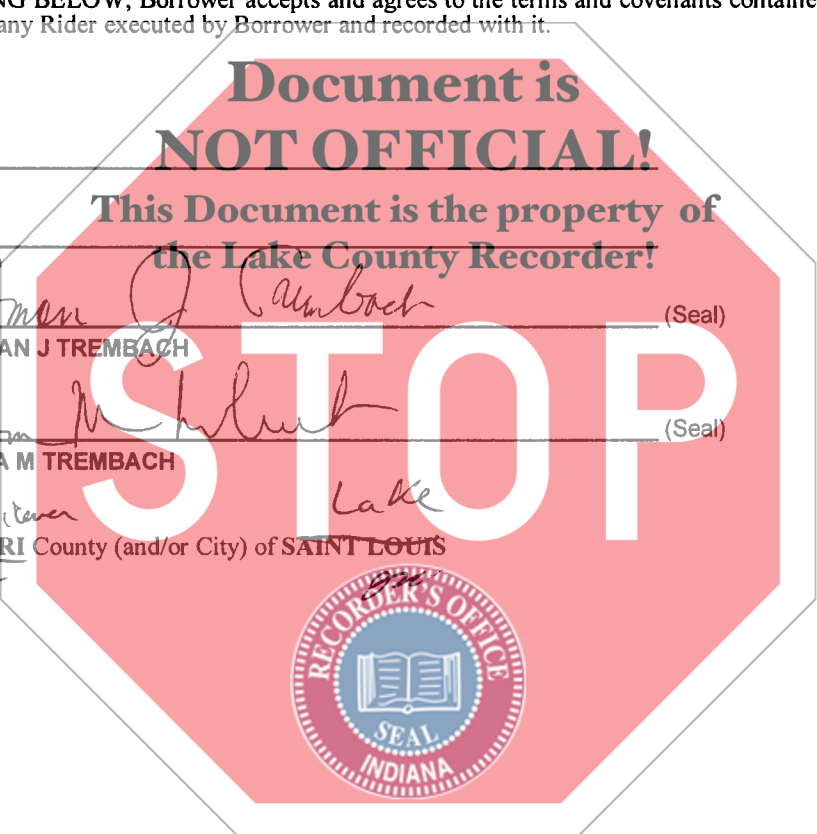 NG BELOW, Borrower accepts and agrees to the terms and covenants containe
any Rider executed by Borrower and recorded with it.
Document is
NOT OFFICIAL!
This Document is the property of
the Lake County Recorder!
man J Trembach (Seal)
AN J TREMBACH
STOP
M (Seal)
A M TREMBACH
Lake
RI County (and/or City) of SAINT LOUIS
RECORDER'S OFFICE
SEAL
INDIANA